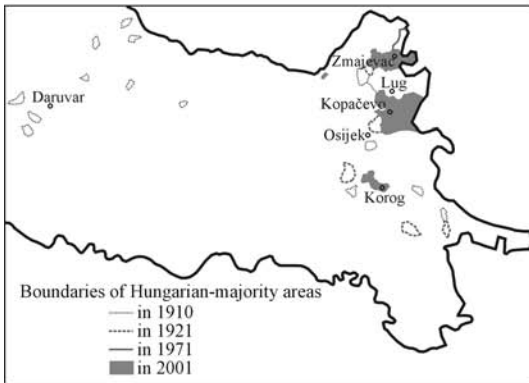 Zmajevac
Lug
Daruvar
Kopačevo
Osijek
Korog
Boundaries of Hungarian-majority areas
in 1910
in 1921
in 1971
in 2001